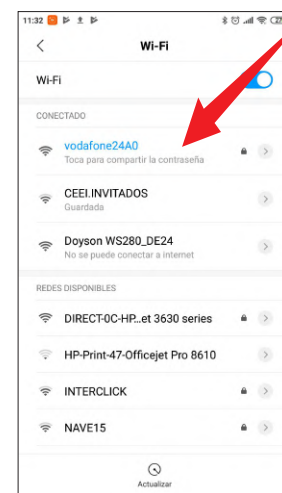 11:32
Wi-Fi
Wi-Fi
CONECTADO
vodafone24A0
Toca para compartir la contraseña
CEEI.INVITADOS
Guardada
Doyson WS280_DE24
No se puede conectar a internet
REDES DISPONIBLES
DIRECT-0C-HP...et 3630 series
HP-Print-47-Officejet Pro 8610
INTERCLICK
NAVE15
Actualizar